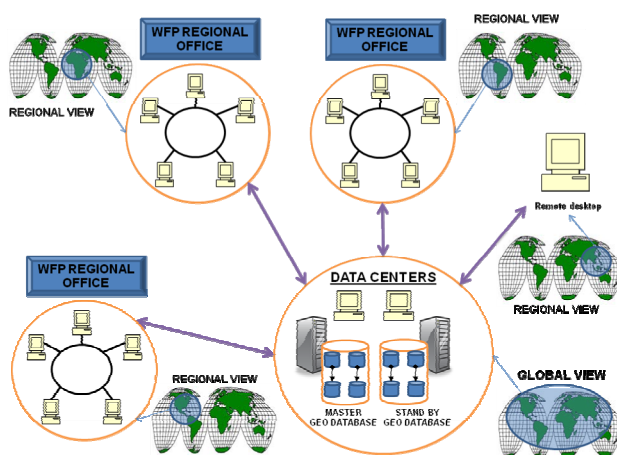 WFP REGIONAL
OFFICE
WFP REGIONAL
OFFICE
REGIONAL VIEW
REGIONAL VIEW
Remote desktop
WFP REGIONAL
OFFICE
DATA CENTERS
REGIONAL VIEW
REGIONAL VIEW
GLOBAL VIEW
MASTER
GEO DATABASE
STAND BY
GEO DATABASE